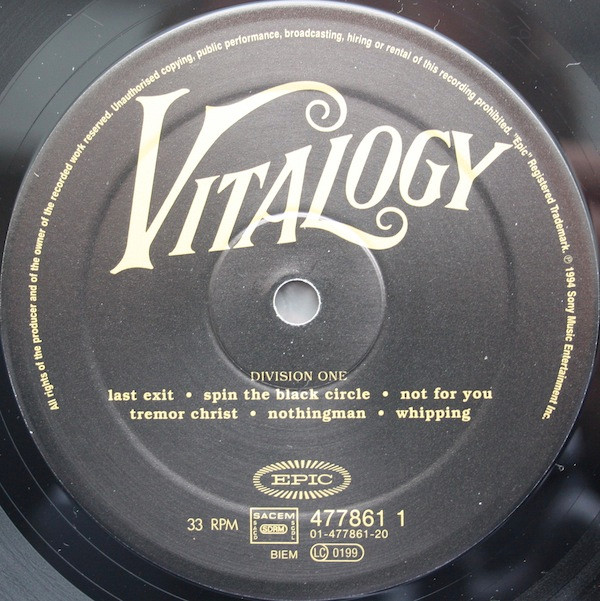 All rights of the producer and of the owner of the recorded work reserved. Unauthorised copying, public performance, broadcasting, hiring or rental of this recording prohibited. "Epic" Registered Trademark. ℗ 1994 Sony Music Entertainment Inc.
VITALOGY
DIVISION ONE
last exit • spin the black circle • not for you
tremor christ • nothingman • whipping
EPIC
33 RPM
SACEM
SACD
SDRM
SGDL
BIEM
477861 1
01-477861-20
LC 0199